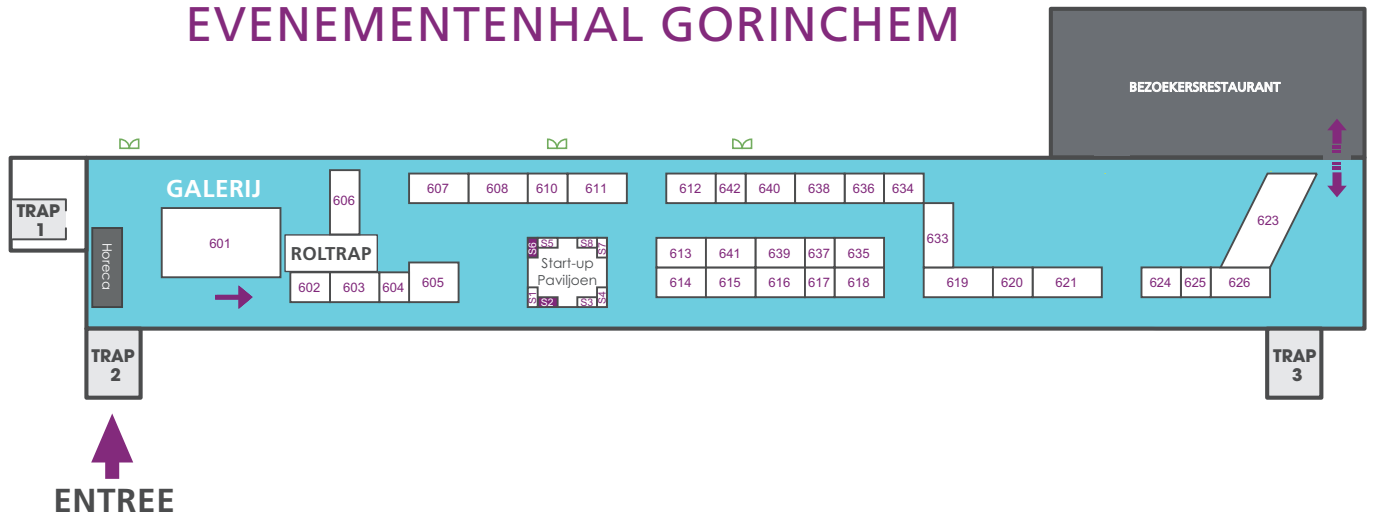 EVENEMENTENHAL GORINCHEM
BEZOEKERSRESTAURANT
GALERIJ
TRAP
1
Horeca
601
606
ROLTRAP
602 603 604 605
607 608 610 611
S6 S5 S8 S7
Start-up
Paviljoen
S1 S2 S3 S4
612 642 640 638 636 634
613 641 639 637 635
614 615 616 617 618
633
619 620 621
623
624 625 626
TRAP
2
TRAP
3
ENTREE